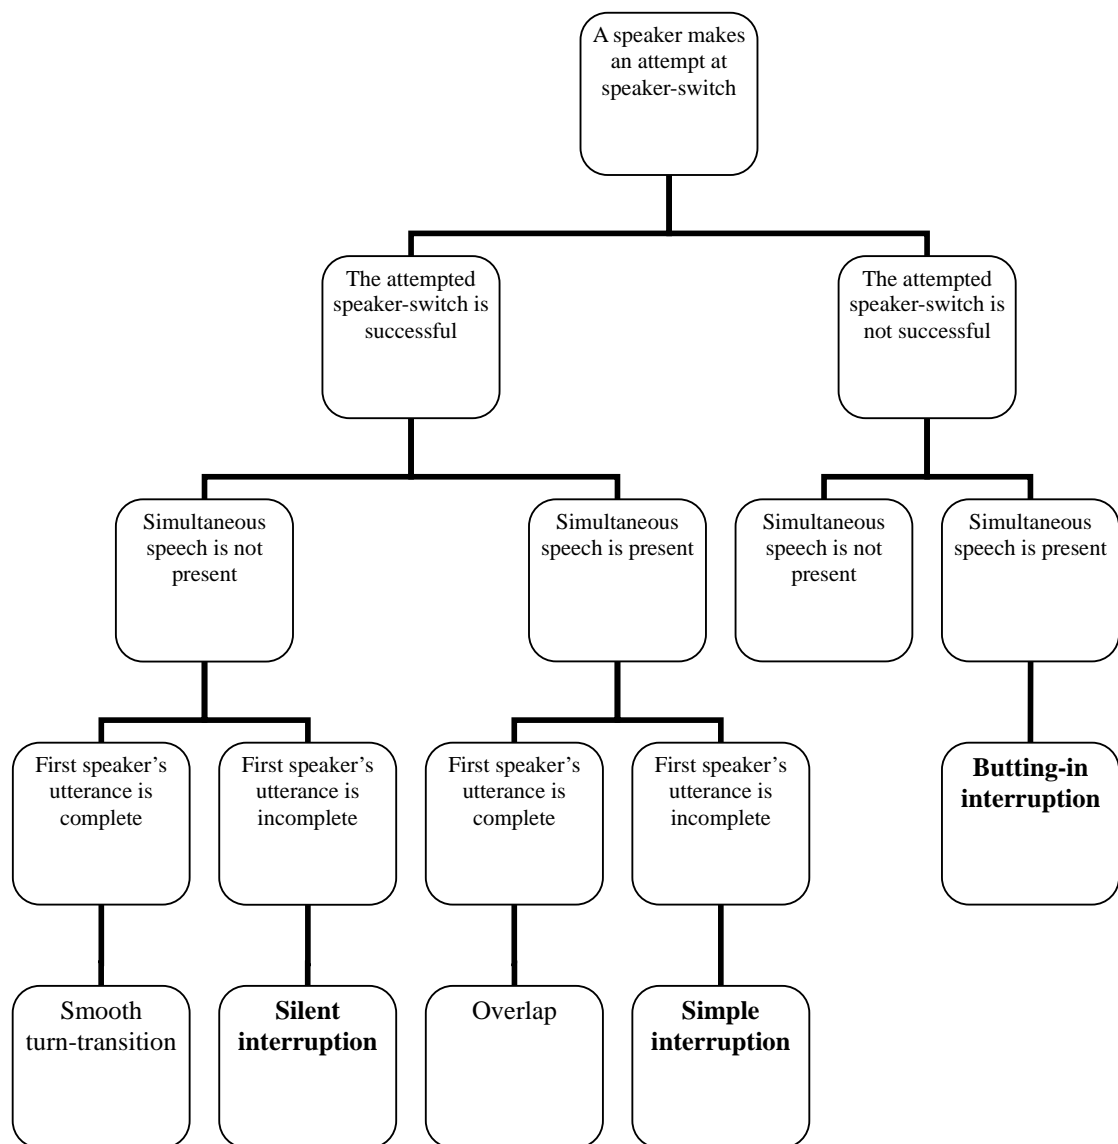 A speaker makes
an attempt at
speaker-switch
The attempted
speaker-switch is
successful
The attempted
speaker-switch is
not successful
Simultaneous
speech is not
present
Simultaneous
speech is present
Simultaneous
speech is not
present
Simultaneous
speech is present
First speaker’s
utterance is
complete
First speaker’s
utterance is
incomplete
First speaker’s
utterance is
complete
First speaker’s
utterance is
incomplete
Butting-in
interruption
Smooth
turn-transition
Silent
interruption
Overlap
Simple
interruption